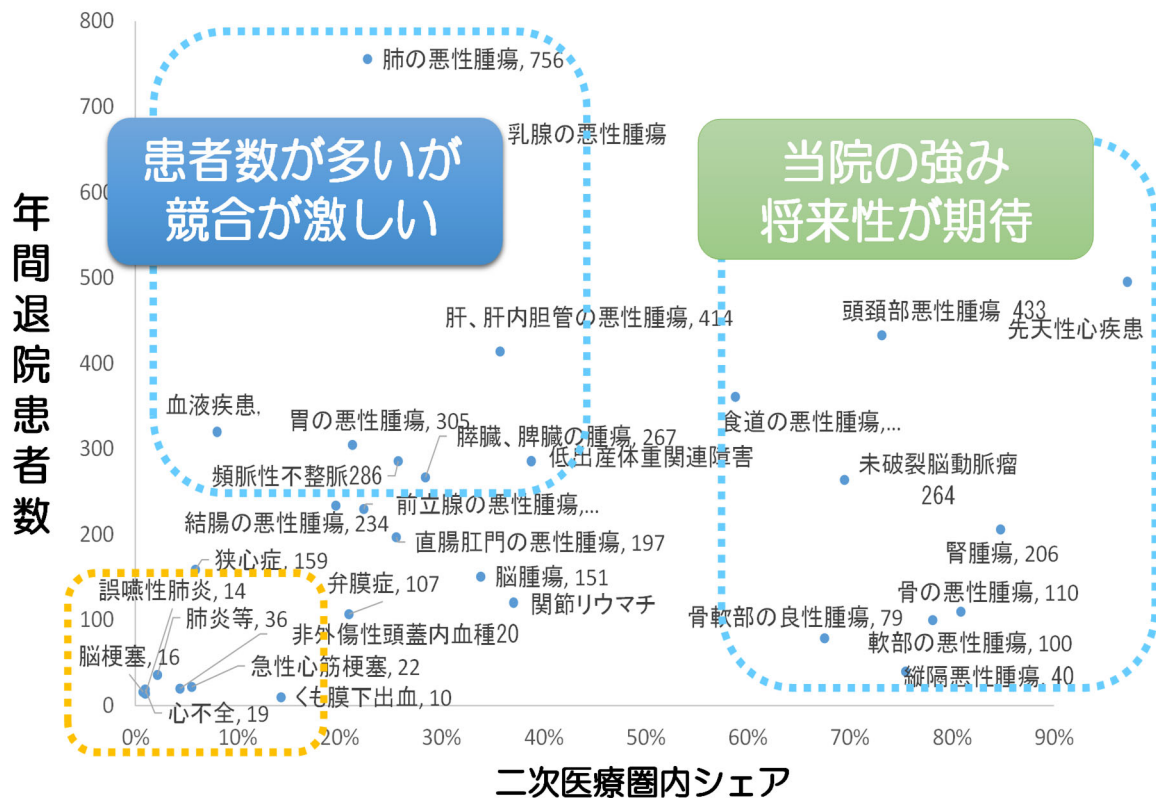 800
700
600
500
400
300
200
100
0
年間退院患者数
肺の悪性腫瘍, 756
乳腺の悪性腫瘍
患者数が多いが
競合が激しい
当院の強み
将来性が期待
肝、肝内胆管の悪性腫瘍, 414
頭頚部悪性腫瘍 433
先天性心疾患
血液疾患,
胃の悪性腫瘍, 305
膵臓、脾臓の腫瘍, 267
食道の悪性腫瘍,...
頻脈性不整脈286
低出産体重関連障害
未破裂脳動脈瘤
264
結腸の悪性腫瘍, 234
前立腺の悪性腫瘍,...
直腸肛門の悪性腫瘍, 197
腎腫瘍, 206
狭心症, 159
脳腫瘍, 151
誤嚥性肺炎, 14
弁膜症, 107
関節リウマチ
骨の悪性腫瘍, 110
肺炎等, 36
骨軟部の良性腫瘍, 79
非外傷性頭蓋内血種20
軟部の悪性腫瘍, 100
脳梗塞, 16
急性心筋梗塞, 22
縦隔悪性腫瘍, 40
心不全, 19
くも膜下出血, 10
0%
10%
20%
30%
40%
50%
60%
70%
80%
90%
二次医療圏内シェア